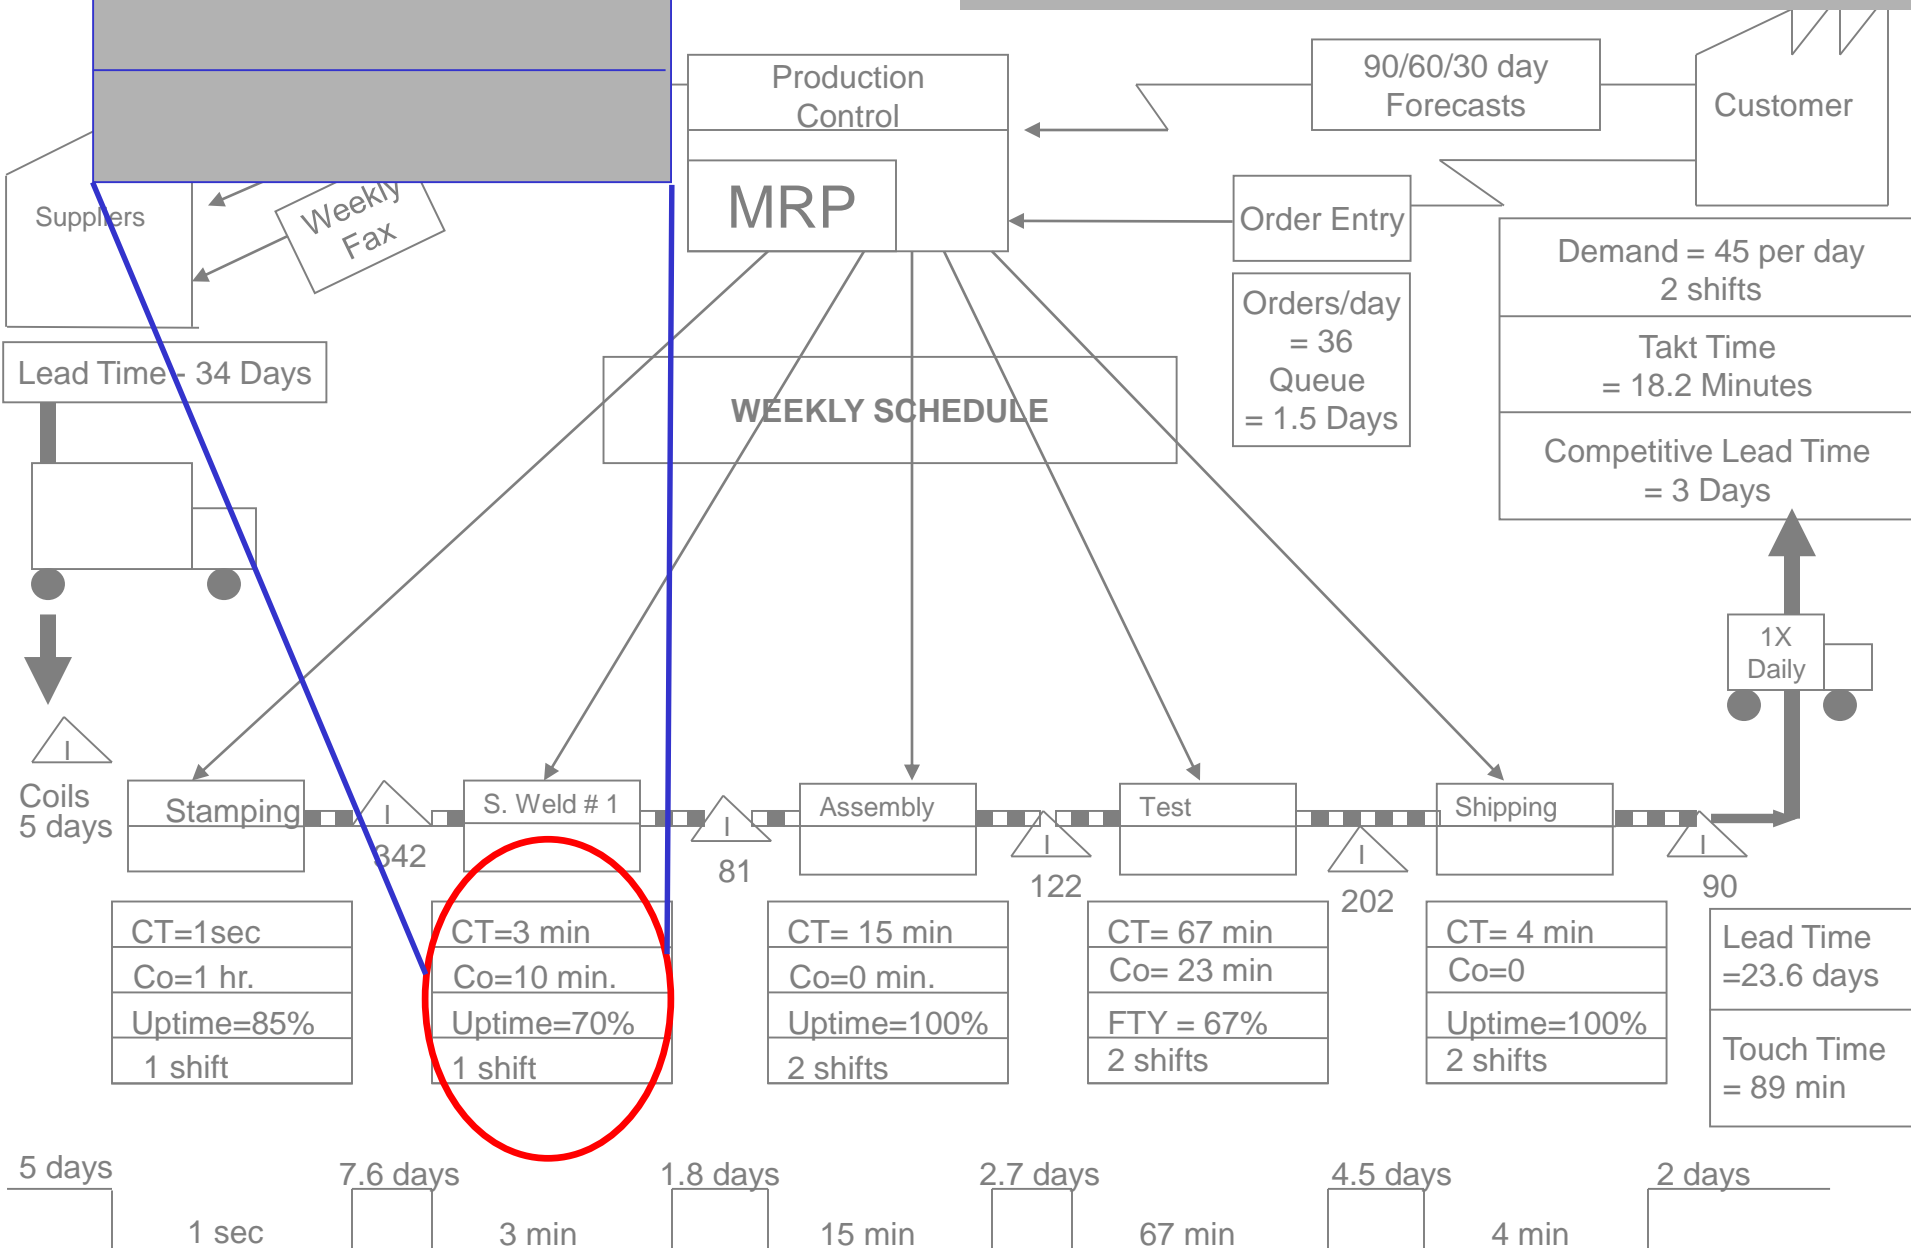 Production
Control
MRP
90/60/30 day
Forecasts
Customer
Suppliers
Weekly
Fax
Order Entry
Orders/day
= 36
Queue
= 1.5 Days
Demand = 45 per day
2 shifts
Takt Time
= 18.2 Minutes
Competitive Lead Time
= 3 Days
Lead Time - 34 Days
WEEKLY SCHEDULE
1X
Daily
I
Coils
5 days
Stamping
I
342
S. Weld # 1
I
81
Assembly
I
122
Test
I
202
Shipping
I
90
CT=1sec
Co=1 hr.
Uptime=85%
1 shift
CT=3 min
Co=10 min.
Uptime=70%
1 shift
CT= 15 min
Co=0 min.
Uptime=100%
2 shifts
CT= 67 min
Co= 23 min
FTY = 67%
2 shifts
CT= 4 min
Co=0
Uptime=100%
2 shifts
Lead Time
=23.6 days
Touch Time
= 89 min
5 days
7.6 days
1.8 days
2.7 days
4.5 days
2 days
1 sec
3 min
15 min
67 min
4 min